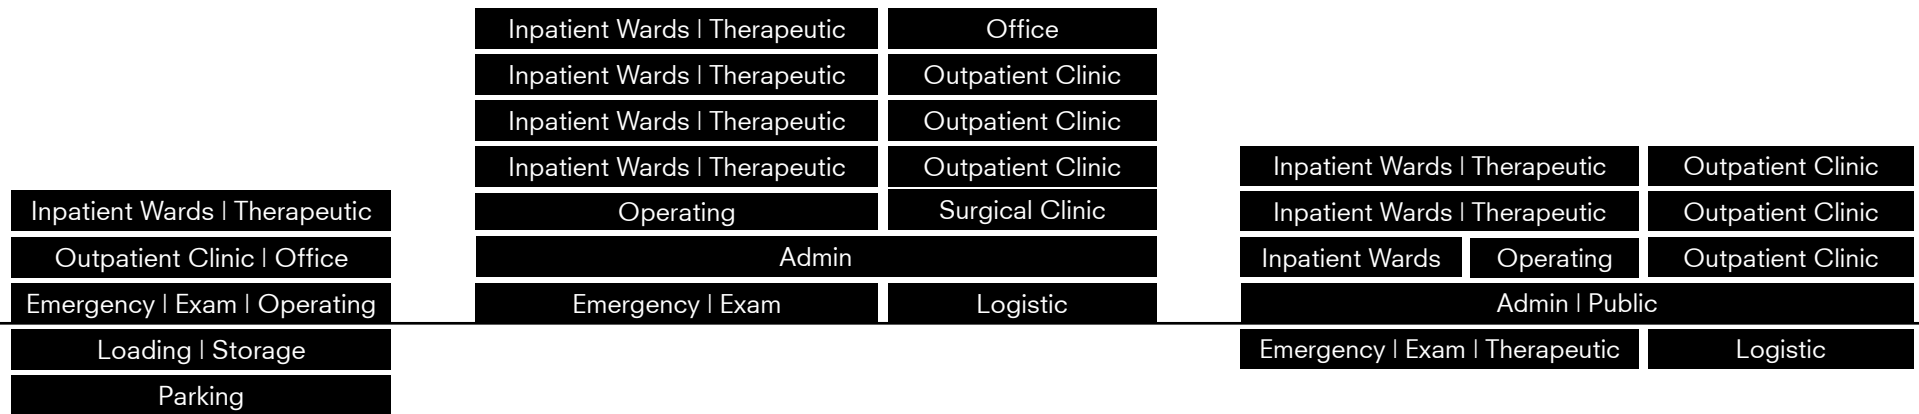 Inpatient Wards | Therapeutic
Outpatient Clinic | Office
Emergency | Exam | Operating
Loading | Storage
Parking
Inpatient Wards | Therapeutic
Office
Inpatient Wards | Therapeutic
Outpatient Clinic
Inpatient Wards | Therapeutic
Outpatient Clinic
Inpatient Wards | Therapeutic
Outpatient Clinic
Operating
Surgical Clinic
Admin
Emergency | Exam
Logistic
Inpatient Wards | Therapeutic
Outpatient Clinic
Inpatient Wards | Therapeutic
Outpatient Clinic
Inpatient Wards
Operating
Outpatient Clinic
Admin | Public
Emergency | Exam | Therapeutic
Logistic